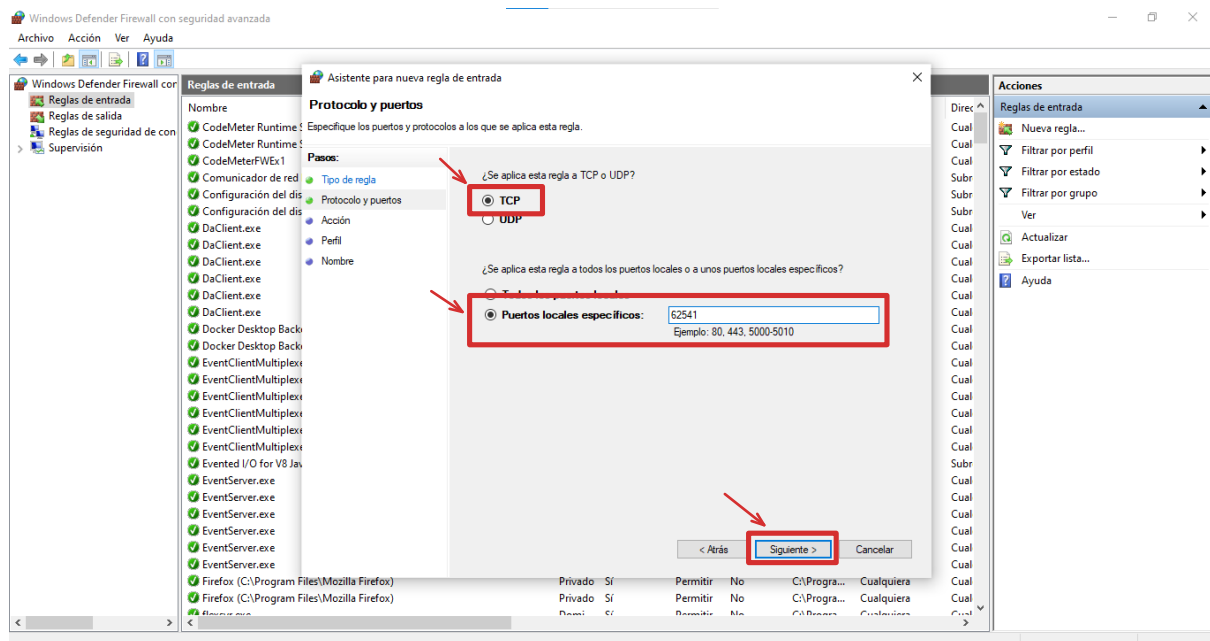 Windows Defender Firewall con seguridad avanzada
Archivo Acción Ver Ayuda
Windows Defender Firewall con
Reglas de entrada
Reglas de salida
Reglas de seguridad de con
Supervisión
Reglas de entrada
Nombre
Direc
CodeMeter Runtime S
Cual
CodeMeter Runtime S
Cual
CodeMeterFWEx1
Cual
Comunicador de red
Subr
Configuración del dis
Subr
Configuración del dis
Subr
DaClient.exe
Cual
DaClient.exe
Cual
DaClient.exe
Cual
DaClient.exe
Cual
DaClient.exe
Cual
DaClient.exe
Cual
Docker Desktop Backe
Cual
Docker Desktop Backe
Cual
EventClientMultiplexe
Cual
EventClientMultiplexe
Cual
EventClientMultiplexe
Cual
EventClientMultiplexe
Cual
EventClientMultiplexe
Cual
EventClientMultiplexe
Cual
Evented I/O for V8 Jav
Subr
EventServer.exe
Cual
EventServer.exe
Cual
EventServer.exe
Cual
EventServer.exe
Cual
EventServer.exe
Cual
EventServer.exe
Cual
Firefox (C:\Program Files\Mozilla Firefox) Privado Sí Permitir No C:\Progra... Cualquiera Cual
Firefox (C:\Program Files\Mozilla Firefox) Privado Sí Permitir No C:\Progra... Cualquiera Cual
Asistente para nueva regla de entrada
Protocolo y puertos
Especifique los puertos y protocolos a los que se aplica esta regla.
Pasos:
Tipo de regla
Protocolo y puertos
Acción
Perfil
Nombre
¿Se aplica esta regla a TCP o UDP?
TCP
UDP
¿Se aplica esta regla a todos los puertos locales o a unos puertos locales específicos?
Todos los puertos locales
Puertos locales específicos: 62541
Ejemplo: 80, 443, 5000-5010
< Atrás Siguiente > Cancelar
Acciones
Reglas de entrada
Nueva regla...
Filtrar por perfil
Filtrar por estado
Filtrar por grupo
Ver
Actualizar
Exportar lista...
Ayuda